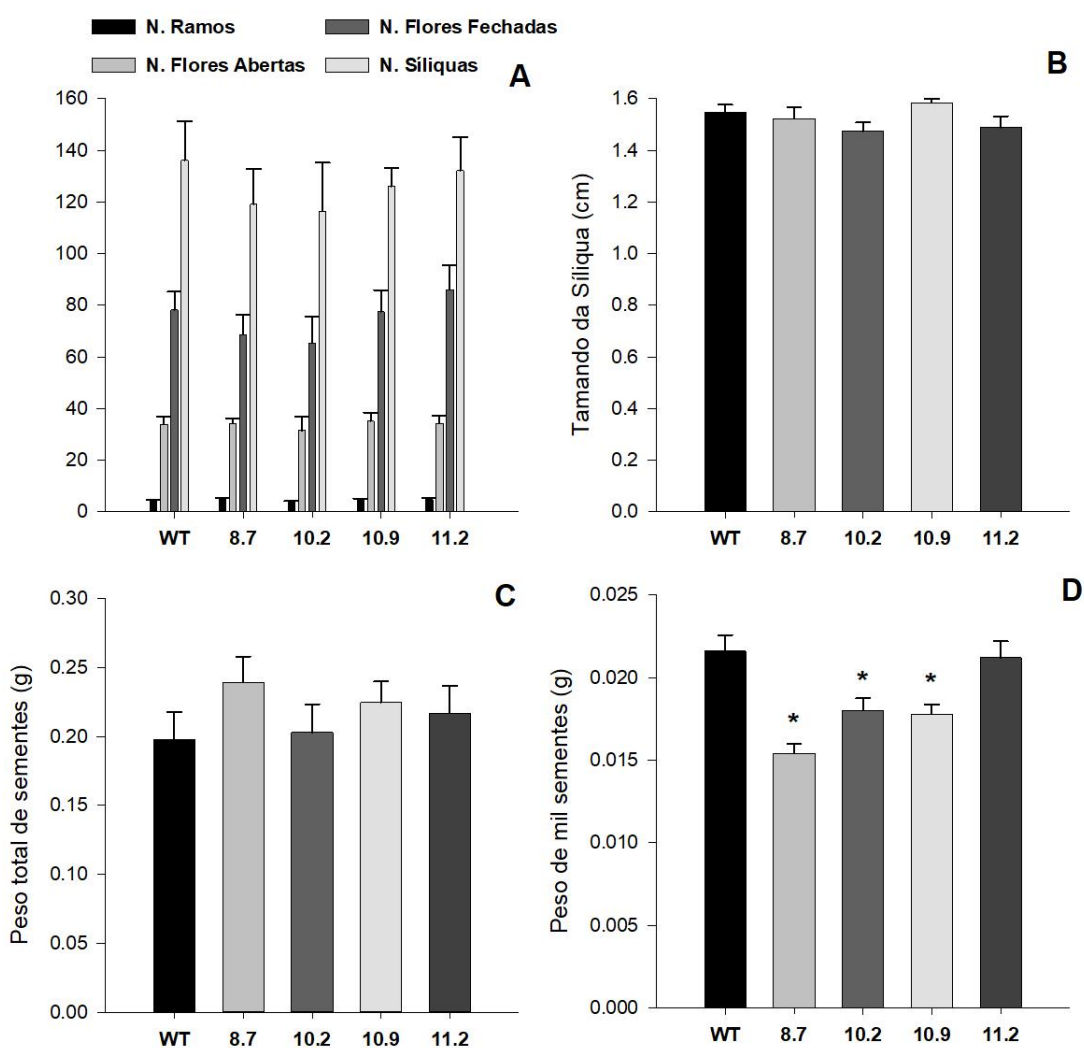 N. Ramos
N. Flores Fechadas
N. Flores Abertas
N. Síliquas
A
160
140
120
100
80
60
40
20
0
WT 8.7 10.2 10.9 11.2
B
Tamando da Síliqua (cm)
1.6
1.4
1.2
1.0
0.8
0.6
0.4
0.2
0.0
WT 8.7 10.2 10.9 11.2
C
Peso total de sementes (g)
0.30
0.25
0.20
0.15
0.10
0.05
0.00
WT 8.7 10.2 10.9 11.2
D
Peso de mil sementes (g)
0.025
0.020
0.015
0.010
0.005
0.000
* * *
WT 8.7 10.2 10.9 11.2